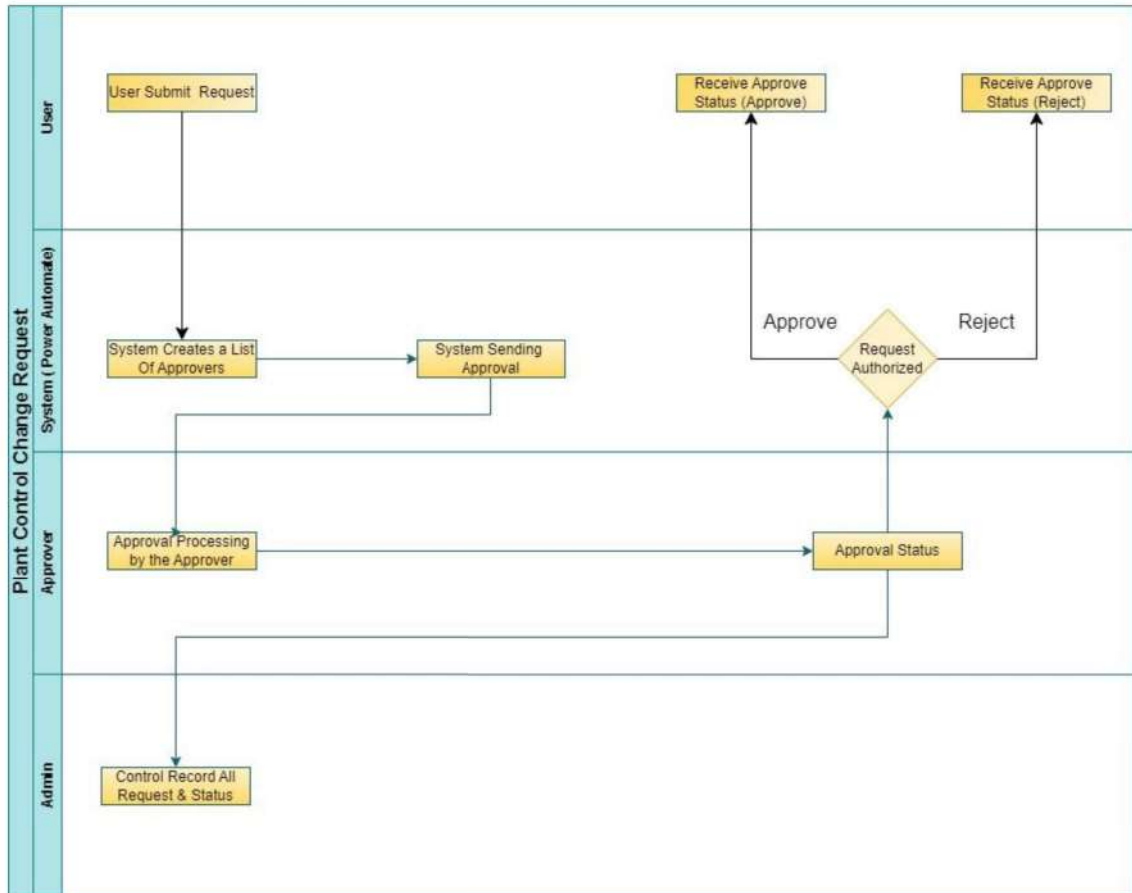 Plant Control Change Request
User
User Submit Request
Receive Approve
Status (Approve)
Receive Approve
Status (Reject)
System ( Power Automate)
System Creates a List
Of Approvers
System Sending
Approval
Approve
Request
Authorized
Reject
Approver
Approval Processing
by the Approver
Approval Status
Admin
Control Record All
Request & Status